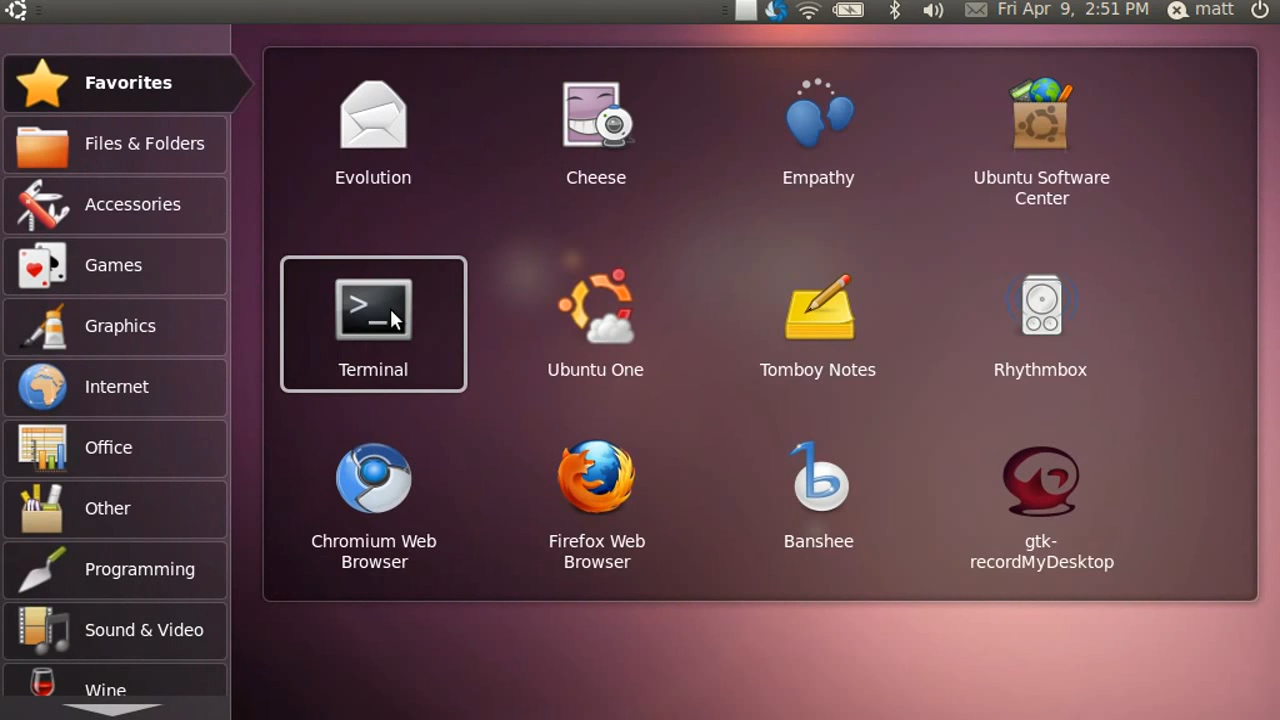 Fri Apr 9, 2:51 PM matt
Favorites
Files & Folders
Accessories
Games
Graphics
Internet
Office
Other
Programming
Sound & Video
Wine
Evolution
Cheese
Empathy
Ubuntu Software
Center
>_
Terminal
Ubuntu One
Tomboy Notes
Rhythmbox
Chromium Web
Browser
Firefox Web
Browser
Banshee
gtk-
recordMyDesktop